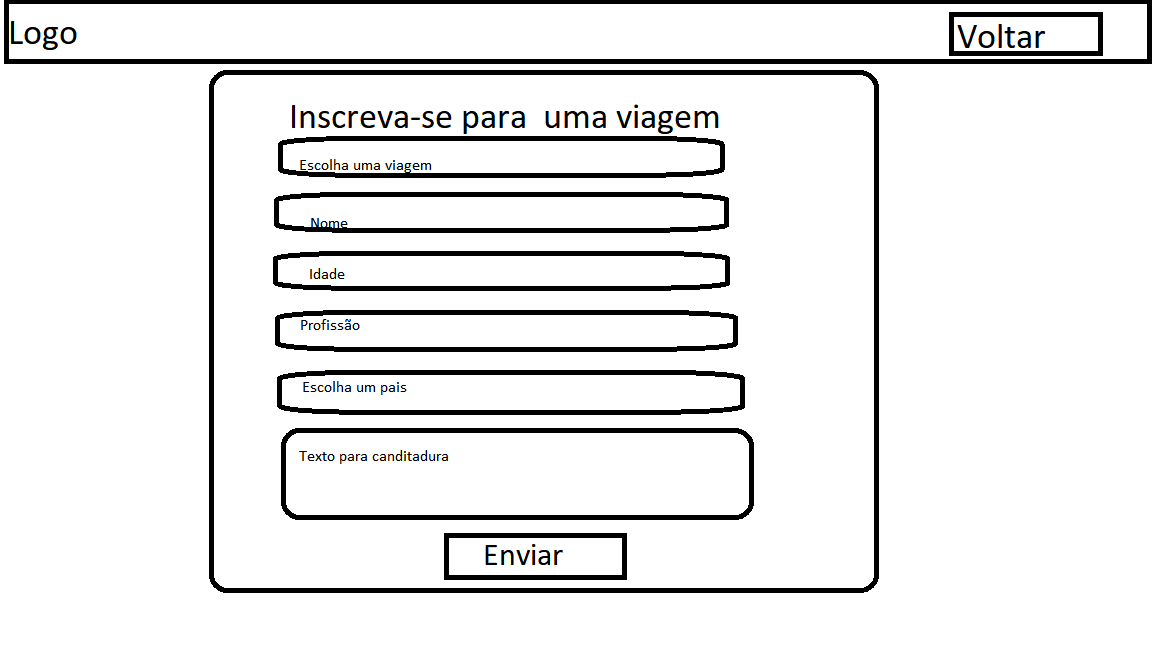 Logo
Voltar
Inscreva-se para  uma viagem
Escolha uma viagem
Nome
Idade
Profissão
Escolha um pais
Texto para canditadura
Enviar